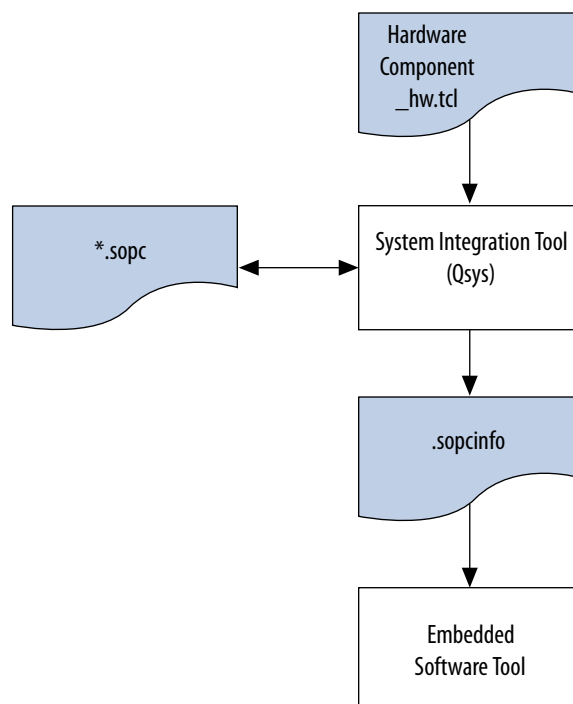 Hardware
Component
_hw.tcl
*.sopc
System Integration Tool
(Qsys)
.sopcinfo
Embedded
Software Tool